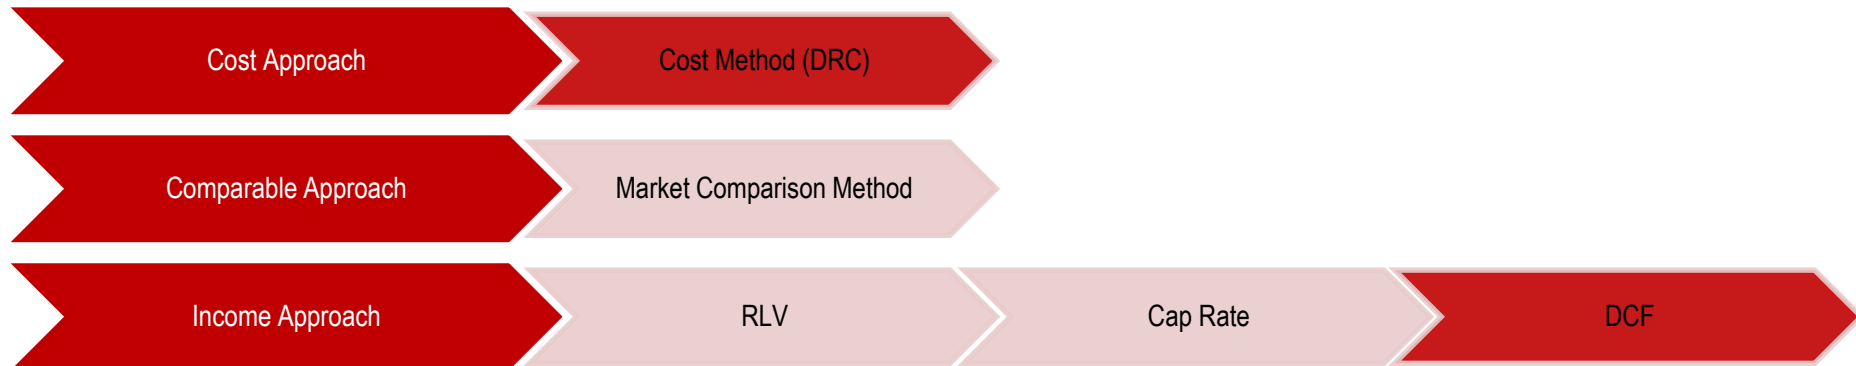 Cost Approach
Cost Method (DRC)
Comparable Approach
Market Comparison Method
Income Approach
RLV
Cap Rate
DCF